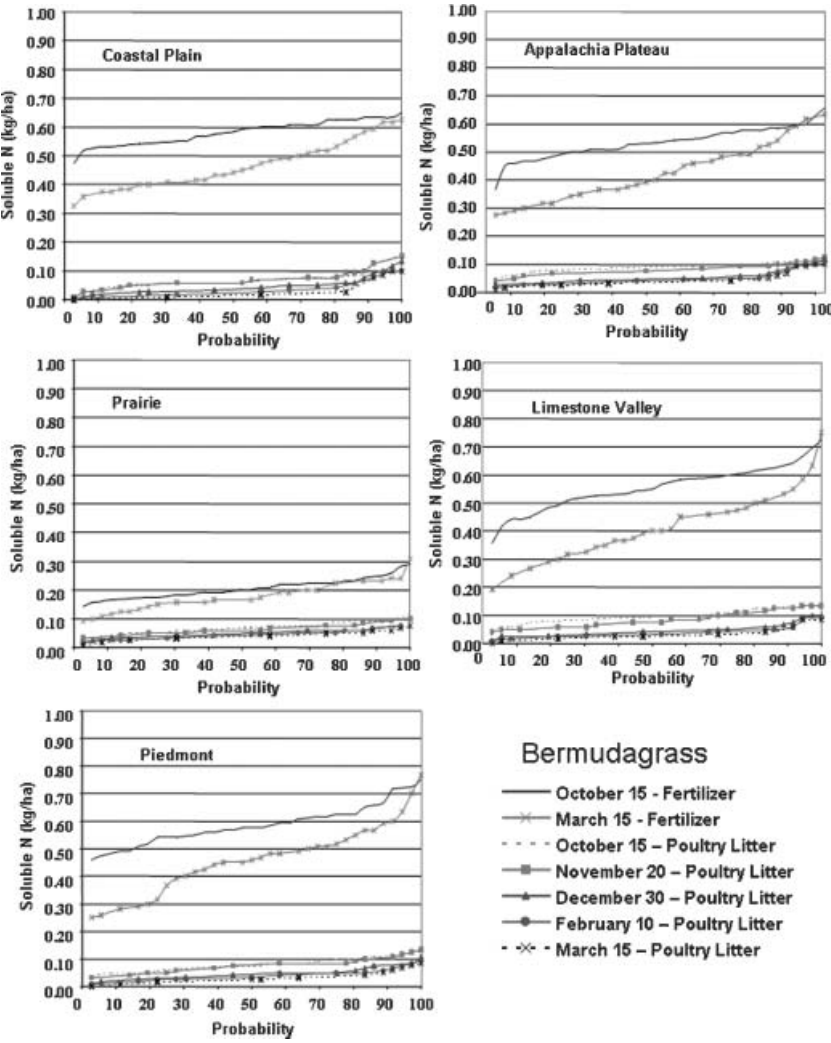 Coastal Plain
Soluble N (kg/ha)
1.00
0.90
0.80
0.70
0.60
0.50
0.40
0.30
0.20
0.10
0.00
0 10 20 30 40 50 60 70 80 90 100
Probability
Appalachia Plateau
Soluble N (kg/ha)
1.00
0.90
0.80
0.70
0.60
0.50
0.40
0.30
0.20
0.10
0.00
0 10 20 30 40 50 60 70 80 90 100
Probability
Prairie
Soluble N (kg/ha)
1.00
0.90
0.80
0.70
0.60
0.50
0.40
0.30
0.20
0.10
0.00
0 10 20 30 40 50 60 70 80 90 100
Probability
Limestone Valley
Soluble N (kg/ha)
1.00
0.90
0.80
0.70
0.60
0.50
0.40
0.30
0.20
0.10
0.00
0 10 20 30 40 50 60 70 80 90 100
Probability
Piedmont
Soluble N (kg/ha)
1.00
0.90
0.80
0.70
0.60
0.50
0.40
0.30
0.20
0.10
0.00
0 10 20 30 40 50 60 70 80 90 100
Probability
Bermudagrass
October 15 - Fertilizer
March 15 - Fertilizer
October 15 – Poultry Litter
November 20 – Poultry Litter
December 30 – Poultry Litter
February 10 – Poultry Litter
March 15 – Poultry Litter